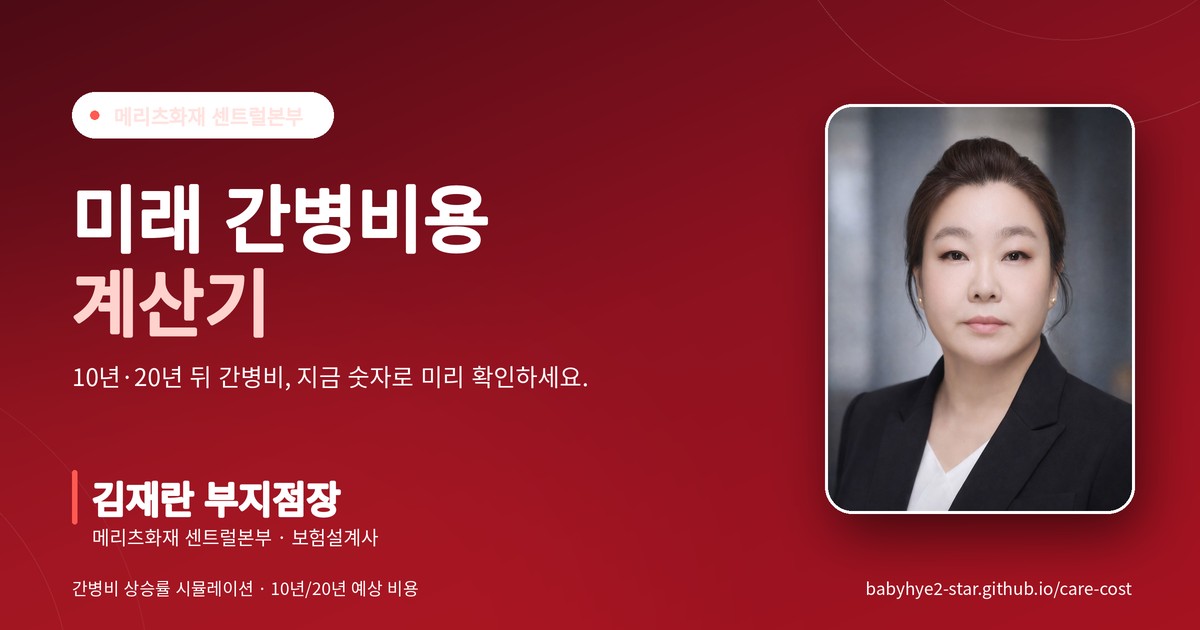 메리츠화재 센트럴본부
미래 간병비용
계산기
10년·20년 뒤 간병비, 지금 숫자로 미리 확인하세요.
김재란 부지점장
메리츠화재 센트럴본부 · 보험설계사
간병비 상승률 시뮬레이션 · 10년/20년 예상 비용
babyhye2-star.github.io/care-cost